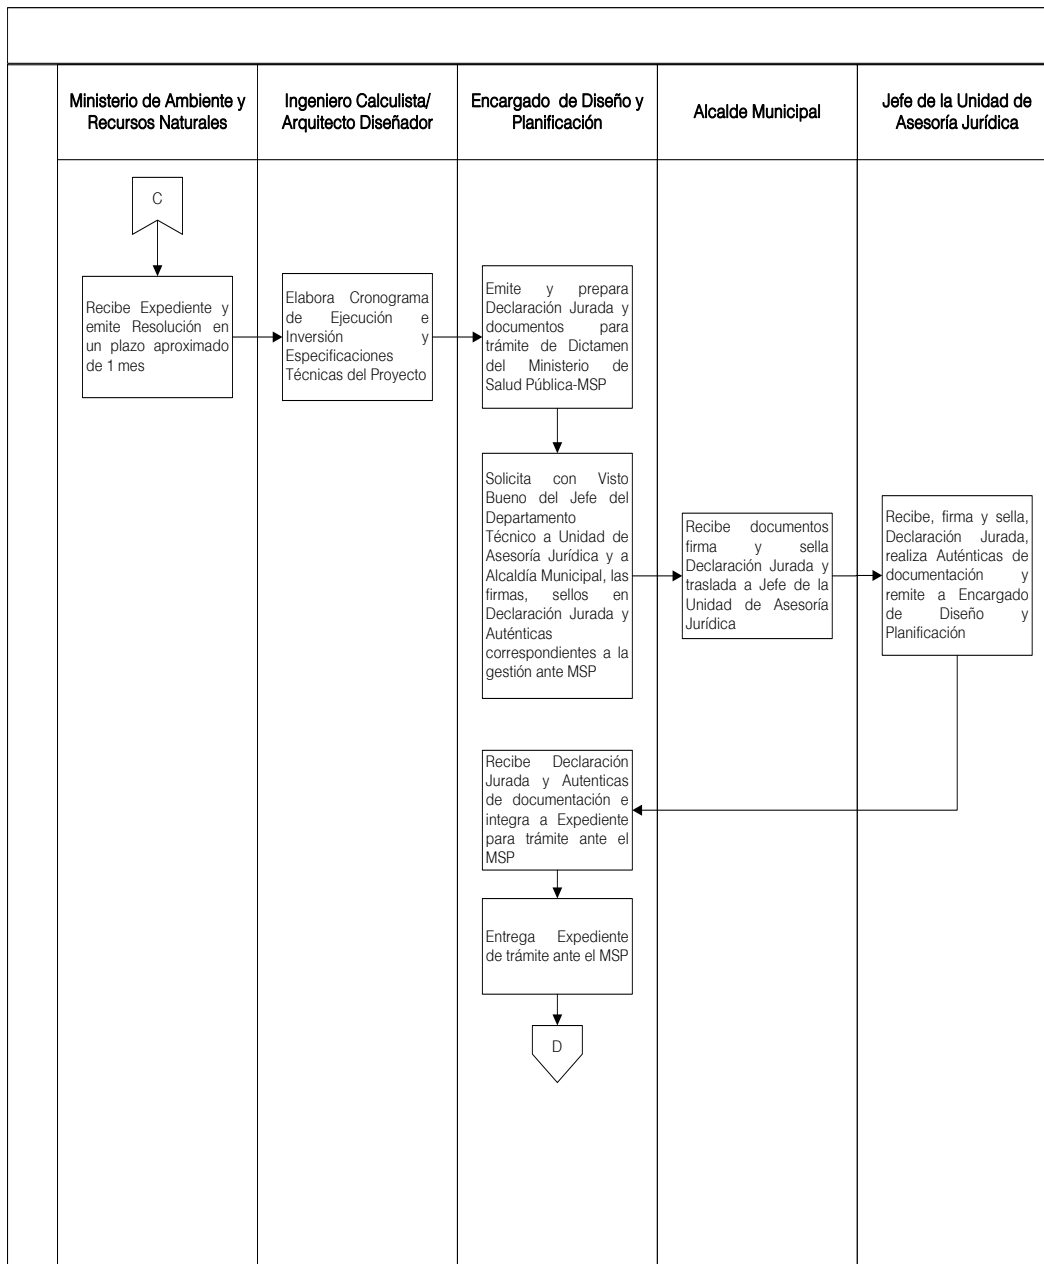 Ministerio de Ambiente y
Recursos Naturales
Ingeniero Calculista/
Arquitecto Diseñador
Encargado de Diseño y
Planificación
Alcalde Municipal
Jefe de la Unidad de
Asesoría Jurídica
C
Recibe Expediente y
emite Resolución en
un plazo aproximado
de 1 mes
Elabora Cronograma
de Ejecución e
Inversión y
Especificaciones
Técnicas del Proyecto
Emite y prepara
Declaración Jurada y
documentos para
trámite de Dictamen
del Ministerio de
Salud Pública-MSP
Solicita con Visto
Bueno del Jefe del
Departamento
Técnico a Unidad de
Asesoría Jurídica y a
Alcaldía Municipal, las
firmas, sellos en
Declaración Jurada y
Auténticas
correspondientes a la
gestión ante MSP
Recibe documentos
firma y sella
Declaración Jurada y
traslada a Jefe de la
Unidad de Asesoría
Jurídica
Recibe, firma y sella,
Declaración Jurada,
realiza Auténticas de
documentación y
remite a Encargado
de Diseño y
Planificación
Recibe Declaración
Jurada y Autenticas
de documentación e
integra a Expediente
para trámite ante el
MSP
Entrega Expediente
de trámite ante el MSP
D